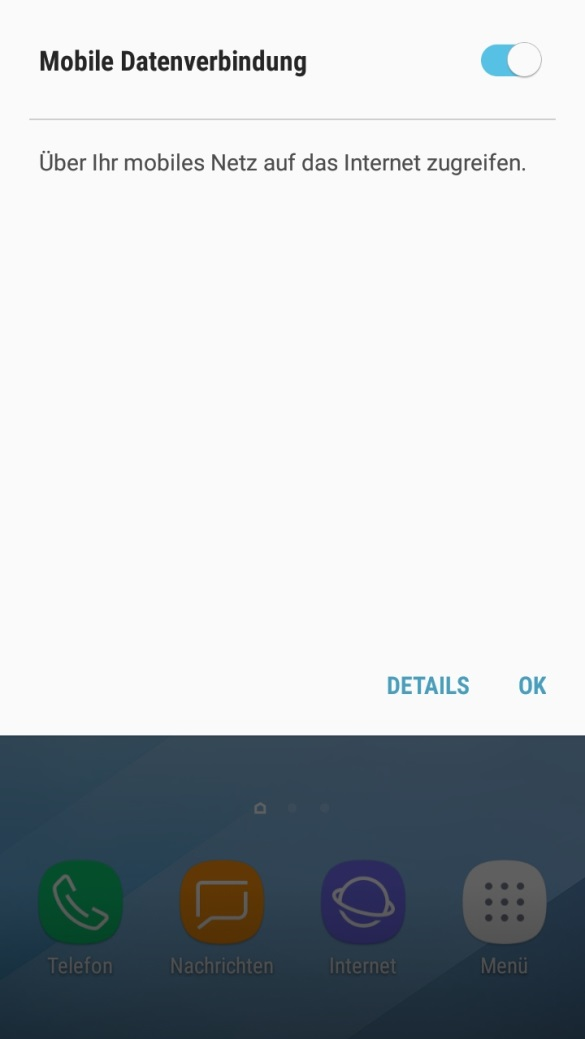 Mobile Datenverbindung
Über Ihr mobiles Netz auf das Internet zugreifen.
DETAILS OK
Telefon Nachrichten Internet Menü